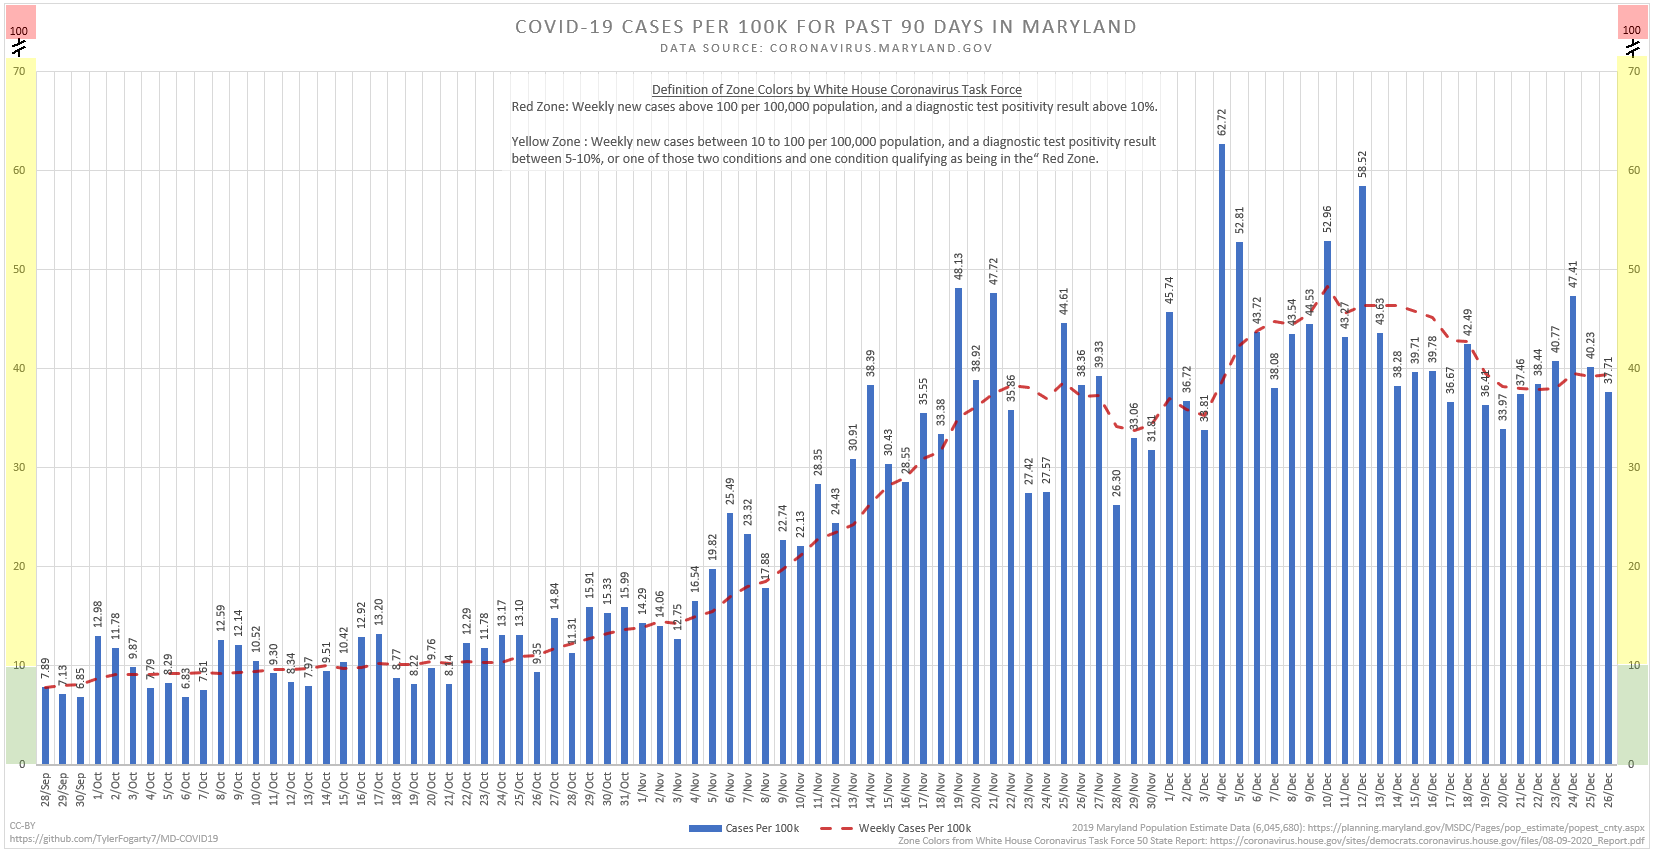 COVID-19 CASES PER 100K FOR PAST 90 DAYS IN MARYLAND
DATA SOURCE: CORONAVIRUS.MARYLAND.GOV
100
100
Definition of Zone Colors by White House Coronavirus Task Force
Red Zone: Weekly new cases above 100 per 100,000 population, and a diagnostic test positivity result above 10%.
Yellow Zone : Weekly new cases between 10 to 100 per 100,000 population, and a diagnostic test positivity result
between 5-10%, or one of those two conditions and one condition qualifying as being in the“ Red Zone.
70
60
50
40
30
20
10
0
70
60
50
40
30
20
10
0
7.89
7.13
6.85
12.98
11.78
9.87
7.79
8.29
6.83
7.61
12.59
12.14
10.52
9.30
8.34
7.97
9.51
10.42
12.92
13.20
8.77
8.22
9.76
8.14
12.29
11.78
13.17
13.10
9.35
14.84
11.31
15.91
15.33
15.99
14.29
14.06
12.75
16.54
19.82
25.49
23.32
17.88
22.74
22.13
28.35
24.43
30.91
38.39
30.43
28.55
35.55
33.38
48.13
38.92
47.72
35.86
27.42
27.57
44.61
38.36
39.33
26.30
33.06
31.81
45.74
36.72
33.81
62.72
52.81
43.72
38.08
43.54
44.53
52.96
43.27
58.52
43.63
38.28
39.71
39.78
36.67
42.49
36.41
33.97
37.46
38.44
40.77
47.41
40.23
37.71
28/Sep
29/Sep
30/Sep
1/Oct
2/Oct
3/Oct
4/Oct
5/Oct
6/Oct
7/Oct
8/Oct
9/Oct
10/Oct
11/Oct
12/Oct
13/Oct
14/Oct
15/Oct
16/Oct
17/Oct
18/Oct
19/Oct
20/Oct
21/Oct
22/Oct
23/Oct
24/Oct
25/Oct
26/Oct
27/Oct
28/Oct
29/Oct
30/Oct
31/Oct
1/Nov
2/Nov
3/Nov
4/Nov
5/Nov
6/Nov
7/Nov
8/Nov
9/Nov
10/Nov
11/Nov
12/Nov
13/Nov
14/Nov
15/Nov
16/Nov
17/Nov
18/Nov
19/Nov
20/Nov
21/Nov
22/Nov
23/Nov
24/Nov
25/Nov
26/Nov
27/Nov
28/Nov
29/Nov
30/Nov
1/Dec
2/Dec
3/Dec
4/Dec
5/Dec
6/Dec
7/Dec
8/Dec
9/Dec
10/Dec
11/Dec
12/Dec
13/Dec
14/Dec
15/Dec
16/Dec
17/Dec
18/Dec
19/Dec
20/Dec
21/Dec
22/Dec
23/Dec
24/Dec
25/Dec
26/Dec
Cases Per 100k
Weekly Cases Per 100k
CC-BY
https://github.com/TylerFogarty7/MD-COVID19
2019 Maryland Population Estimate Data (6,045,680): https://planning.maryland.gov/MSDC/Pages/pop_estimate/popest_cnty.aspx
Zone Colors from White House Coronavirus Task Force 50 State Report: https://coronavirus.house.gov/sites/democrats.coronavirus.house.gov/files/08-09-2020_Report.pdf